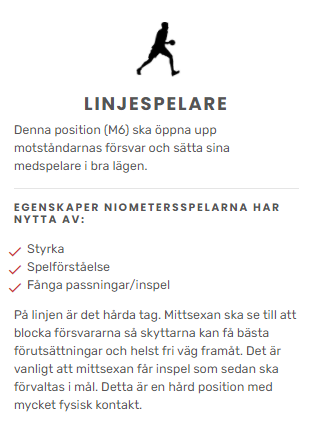 LINJESPELARE
Denna position (M6) ska öppna upp
motståndarnas försvar och sätta sina
medspelare i bra lägen.
EGENSKAPER NIOMETERSSPELARNA HAR
NYTTA AV:
Styrka
Spelförståelse
Fånga passningar/inspel
På linjen är det hårda tag. Mittsexan ska se till att
blocka försvararna så skyttarna kan få bästa
förutsättningar och helst fri väg framåt. Det är
vanligt att mittsexan får inspel som sedan ska
förvaltas i mål. Detta är en hård position med
mycket fysisk kontakt.